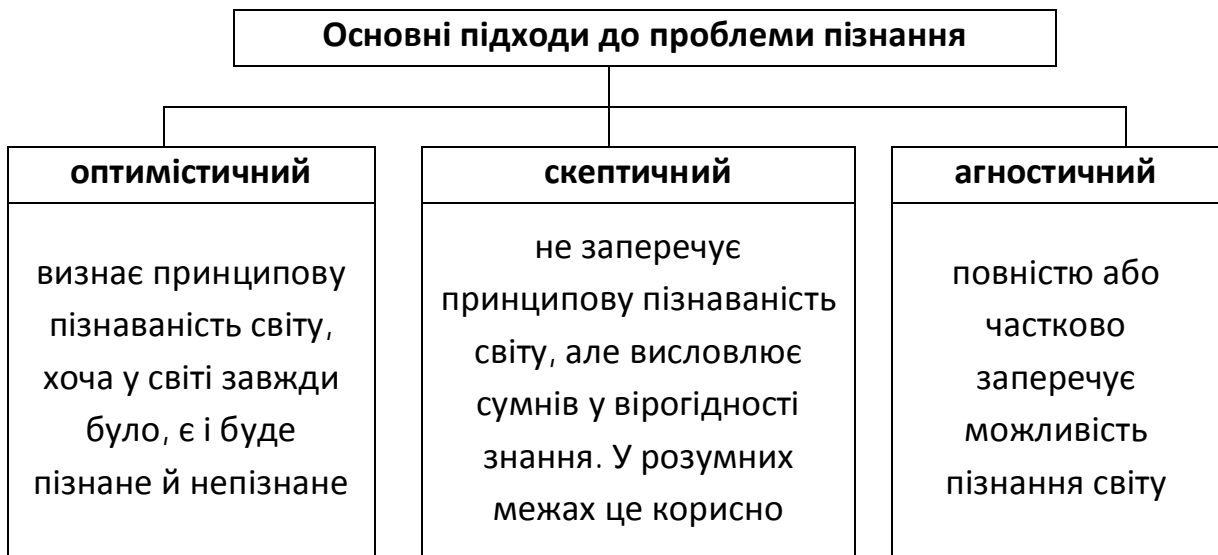 Основні підходи до проблеми пізнання
оптимістичний
визнає принципову
пізнаваність світу,
хоча у світі завжди
було, є і буде
пізнане й непізнане
скептичний
не заперечує
принципову пізнаваність
світу, але висловлює
сумнів у вірогідності
знання. У розумних
межах це корисно
агностичний
повністю або
частково
заперечує
можливість
пізнання світу